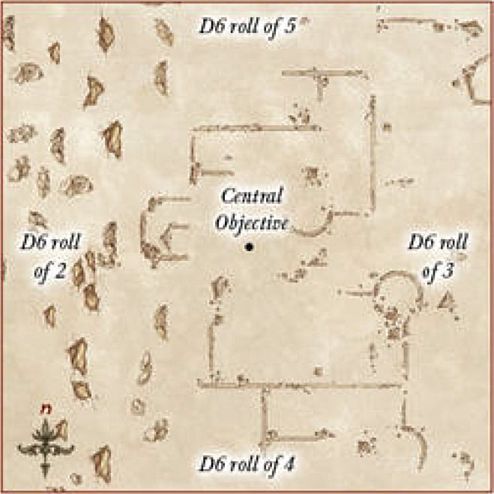 D6 roll of 5
Central
Objective
D6 roll
of 2
D6 roll
of 3
n
D6 roll of 4